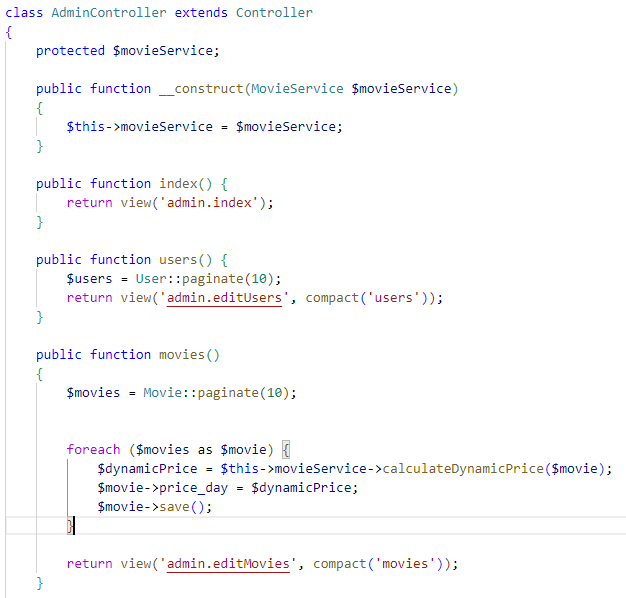 class AdminController extends Controller
{
    protected $movieService;

    public function __construct(MovieService $movieService)
    {
        $this->movieService = $movieService;
    }

    public function index() {
        return view('admin.index');
    }

    public function users() {
        $users = User::paginate(10);
        return view('admin.editUsers', compact('users'));
    }

    public function movies()
    {
        $movies = Movie::paginate(10);


        foreach ($movies as $movie) {
            $dynamicPrice = $this->movieService->calculateDynamicPrice($movie);
            $movie->price_day = $dynamicPrice;
            $movie->save();
        }

        return view('admin.editMovies', compact('movies'));
    }